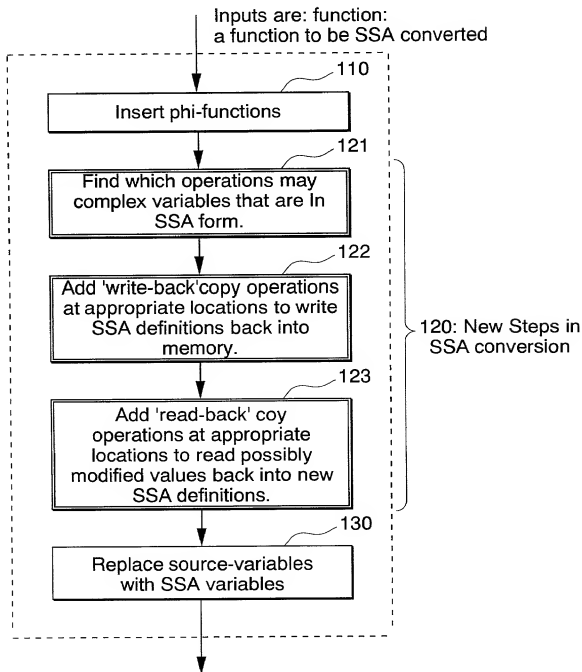 Inputs are: function:
a function to be SSA converted
110
Insert phi-functions
121
Find which operations may
complex variables that are In
SSA form.
122
Add 'write-back'copy operations
at appropriate locations to write
SSA definitions back into
memory.
120: New Steps in
SSA conversion
123
Add 'read-back' coy
operations at appropriate
locations to read possibly
modified values back into new
SSA definitions.
130
Replace source-variables
with SSA variables